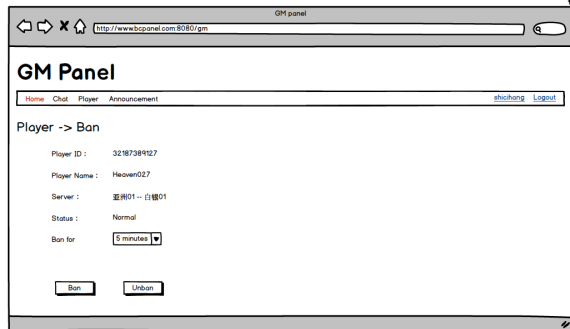 GM panel
http://www.bcpanel.com:8080/gm
GM Panel
Home Chat Player Announcement shicihang Logout
Player -> Ban
Player ID : 32187389127
Player Name : Heaven027
Server : 亚洲01 -- 白银01
Status : Normal
Ban for 5 minutes
Ban Unban